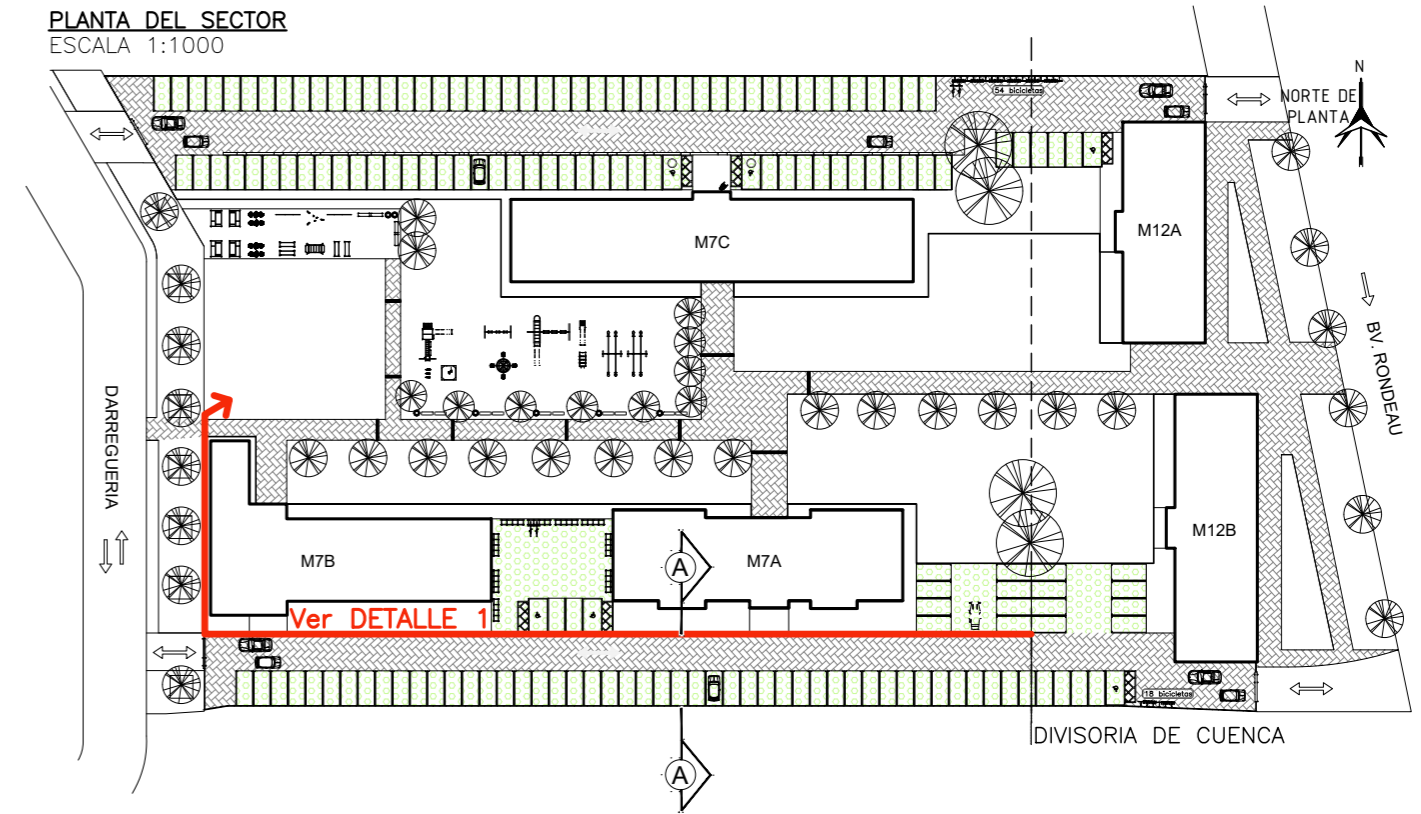 PLANTA DEL SECTOR
ESCALA 1:1000
N
NORTE DE
PLANTA
54 bicicletas
M7C
M12A
BV. RONDEAU
DARREGUERIA
M7B
M7A
M12B
A
Ver DETALLE 1
18 bicicletas
DIVISORIA DE CUENCA
A